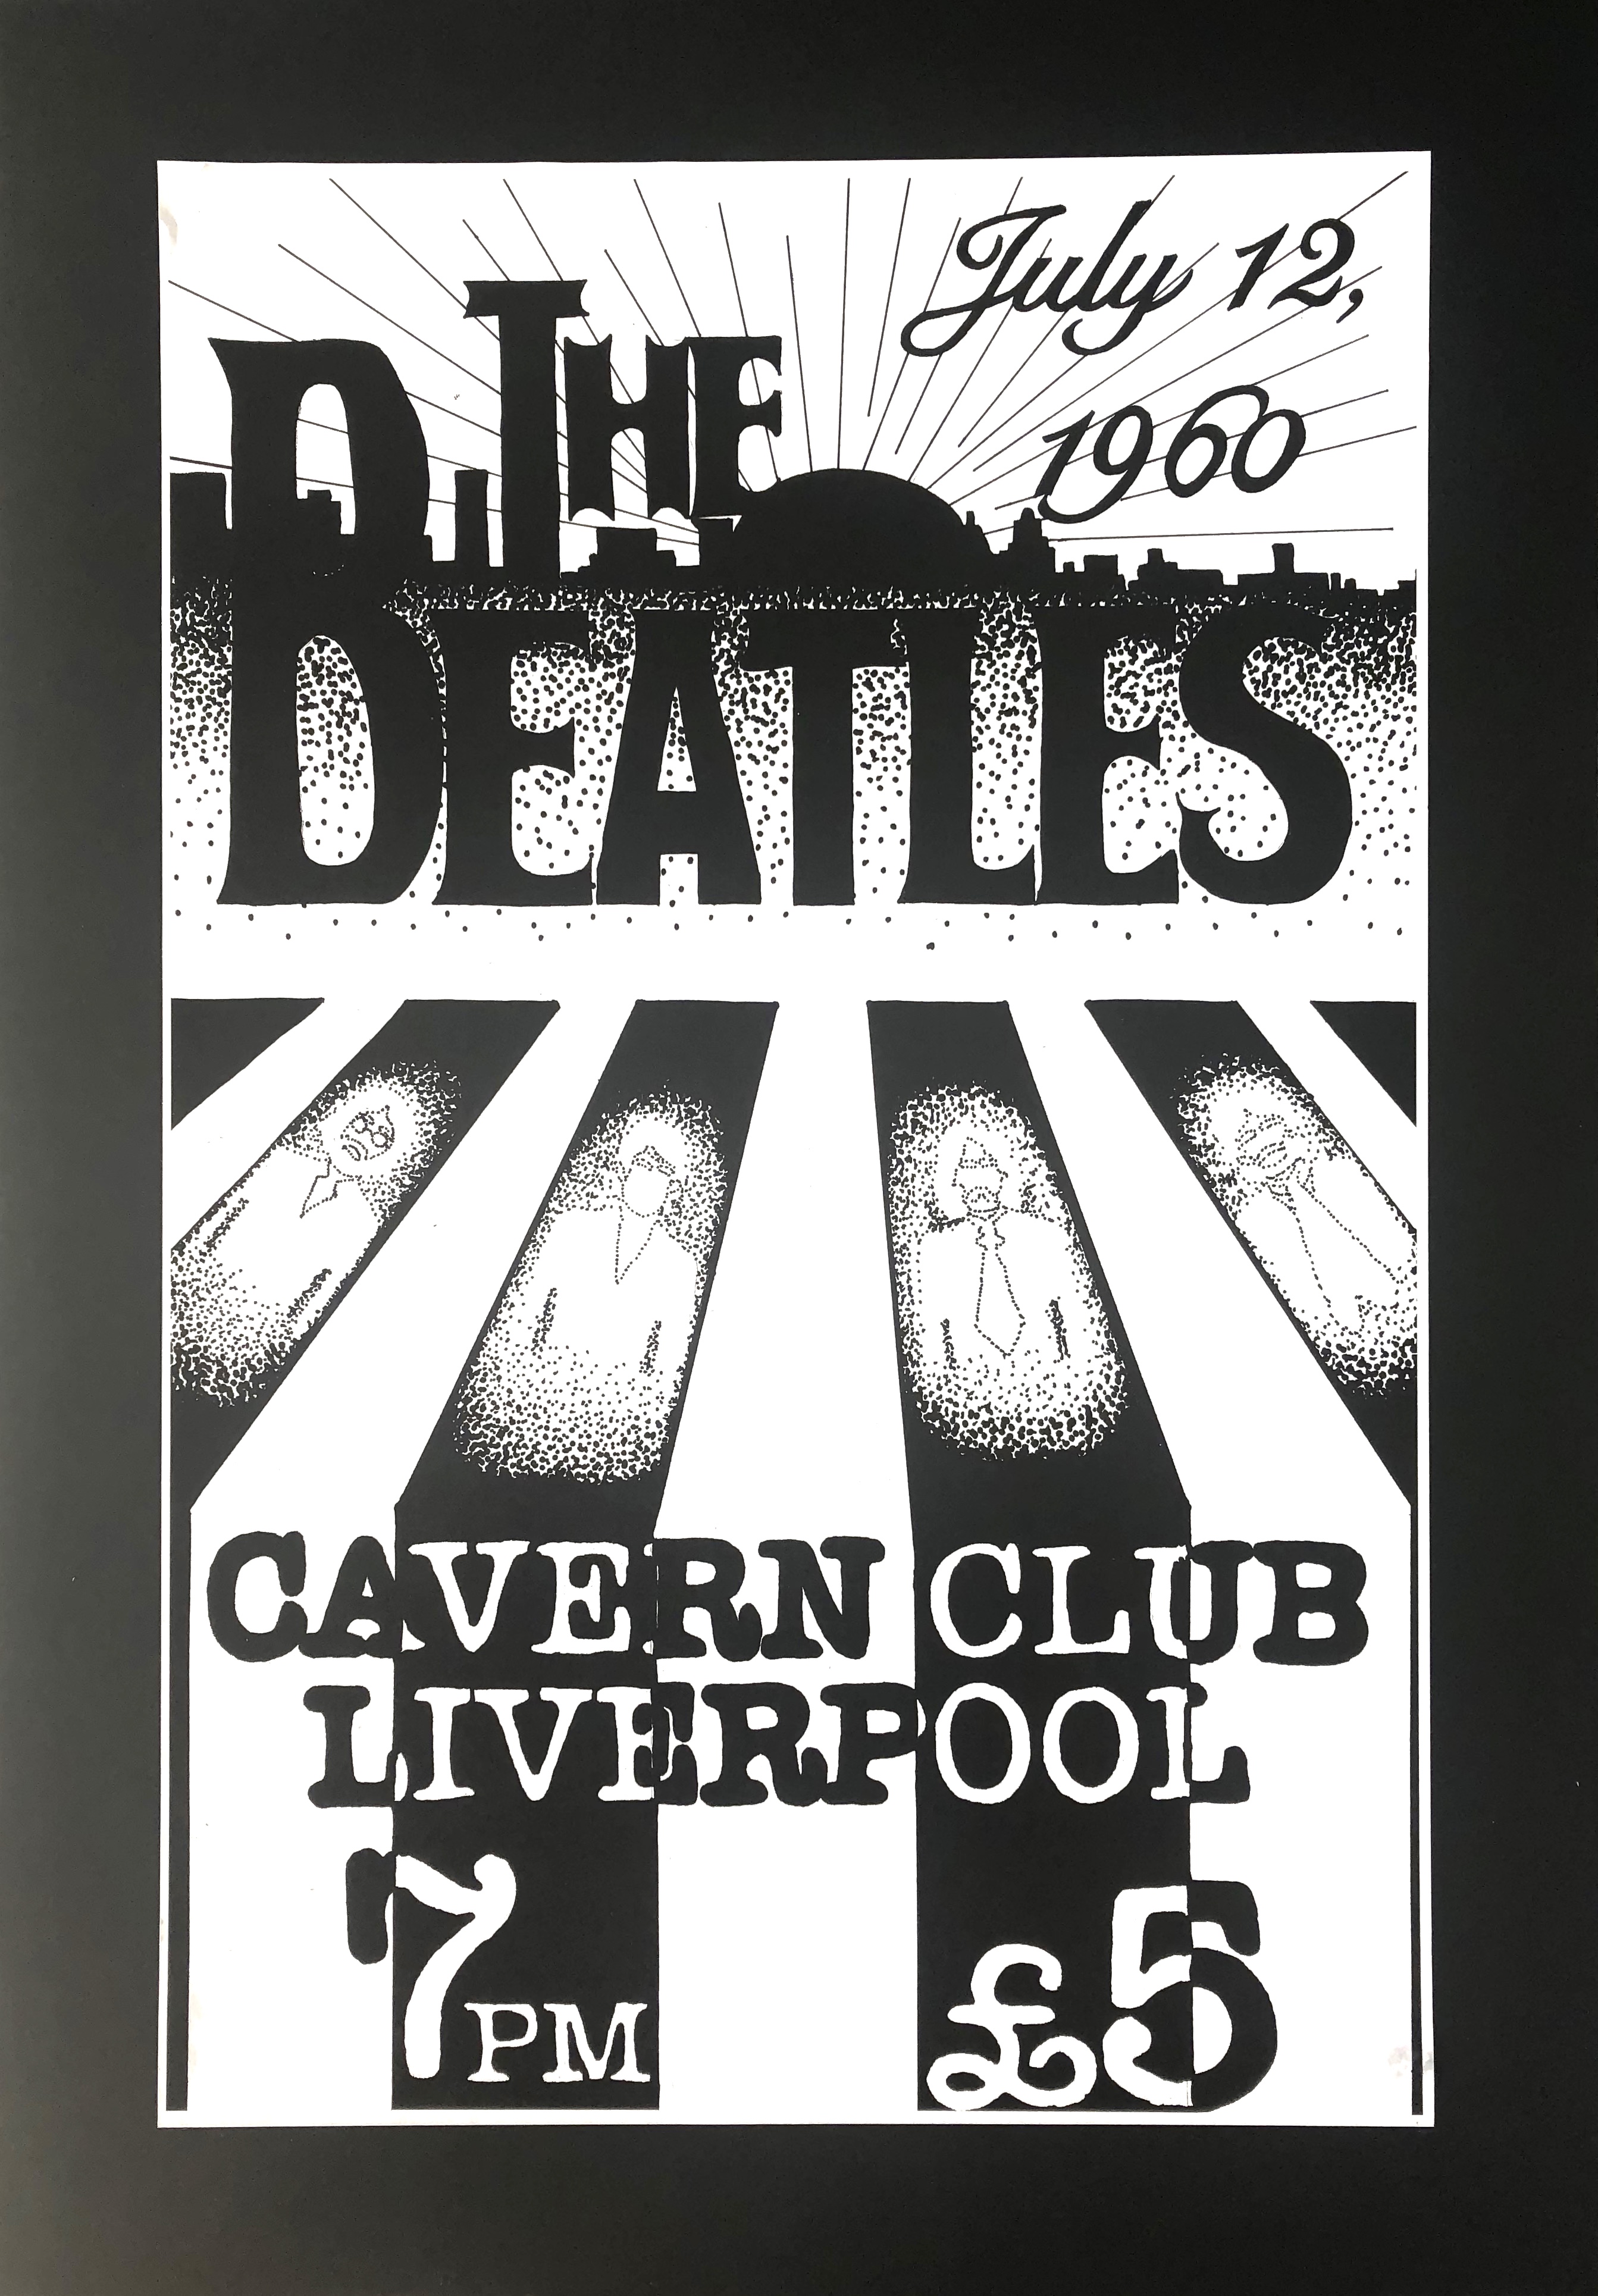 July 12,
1960
THE
BEATLES
CAVERN CLUB
LIVERPOOL
7PM £5